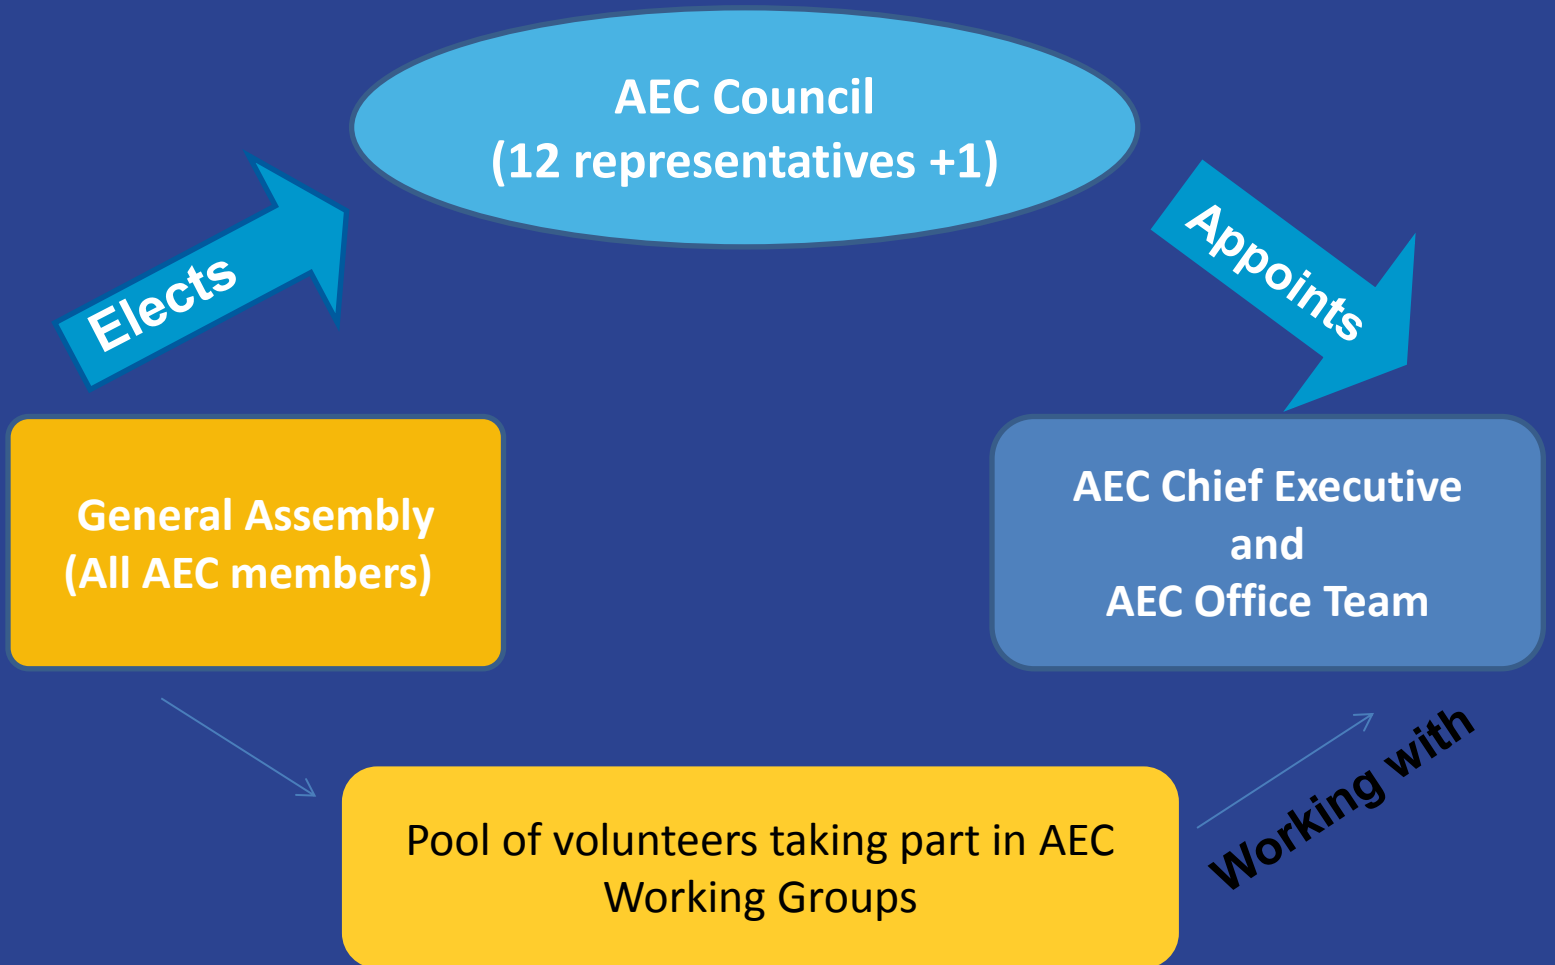 AEC Council
(12 representatives +1)
Elects
Appoints
General Assembly
(All AEC members)
AEC Chief Executive
and
AEC Office Team
Working with
Pool of volunteers taking part in AEC
Working Groups